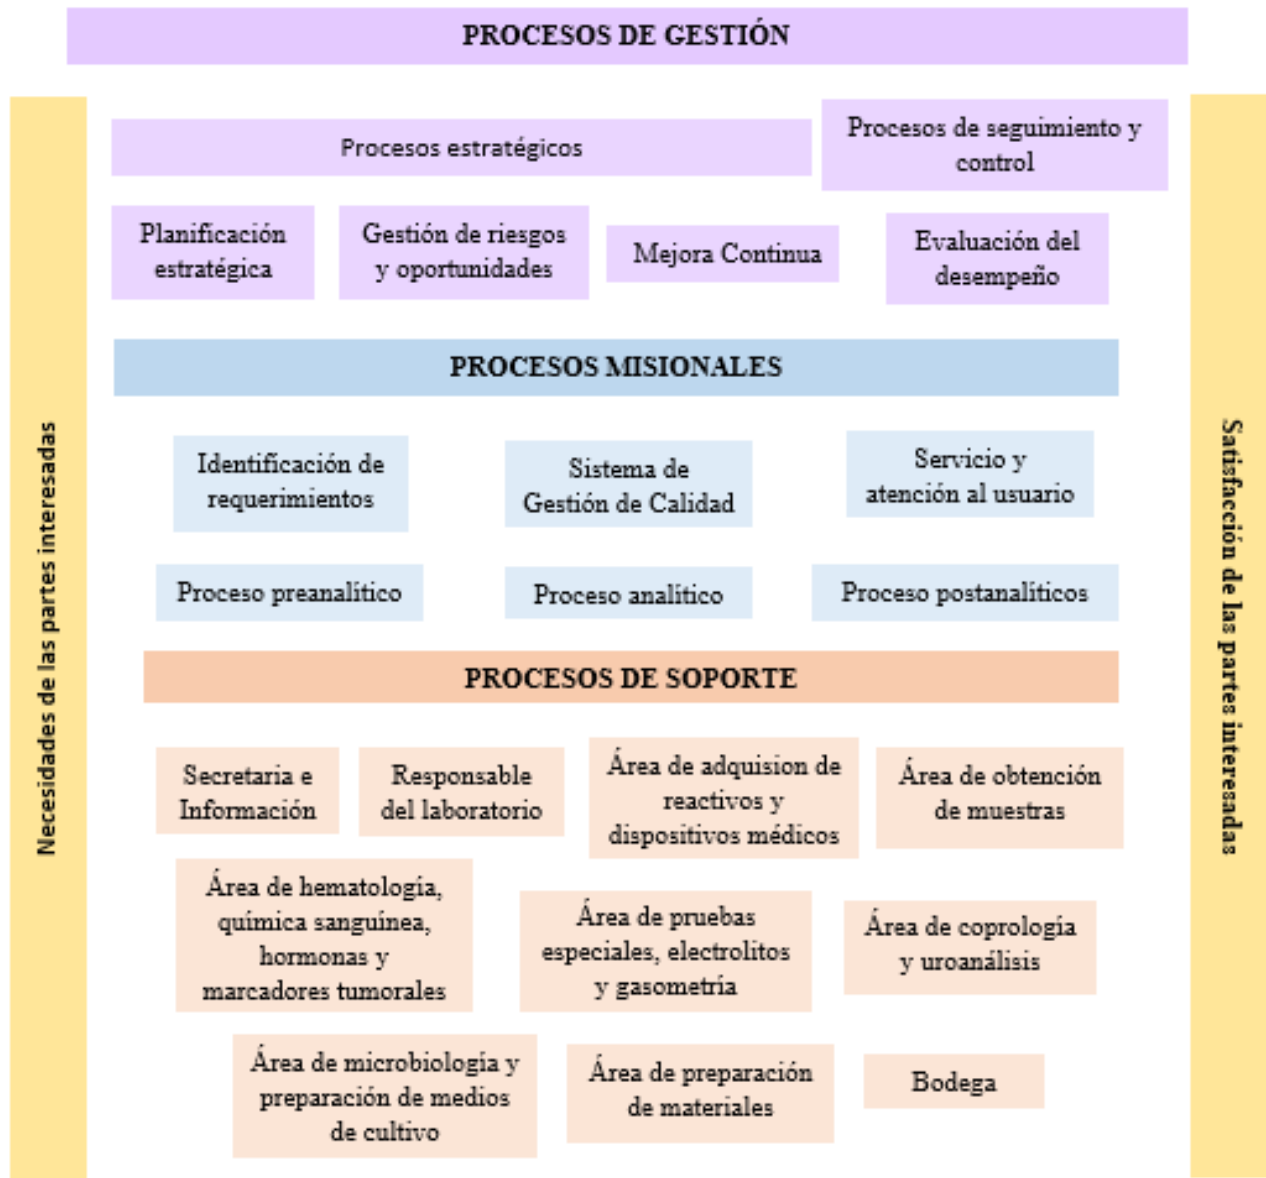 PROCESOS DE GESTIÓN
Necesidades de las partes interesadas
Procesos estratégicos
Procesos de seguimiento y
control
Planificación
estratégica
Gestión de riesgos
y oportunidades
Mejora Continua
Evaluación del
desempeño
PROCESOS MISIONALES
Identificación de
requerimientos
Sistema de
Gestión de Calidad
Servicio y
atención al usuario
Proceso preanalítico
Proceso analítico
Proceso postanalíticos
PROCESOS DE SOPORTE
Secretaria e
Información
Responsable
del laboratorio
Área de adquision de
reactivos y
dispositivos médicos
Área de obtención
de muestras
Área de hematología,
química sanguínea,
hormonas y
marcadores tumorales
Área de pruebas
especiales, electrolitos
y gasometría
Área de coprología
y uroanálisis
Área de microbiología y
preparación de medios
de cultivo
Área de preparación
de materiales
Bodega
Satisfacción de las partes interesadas